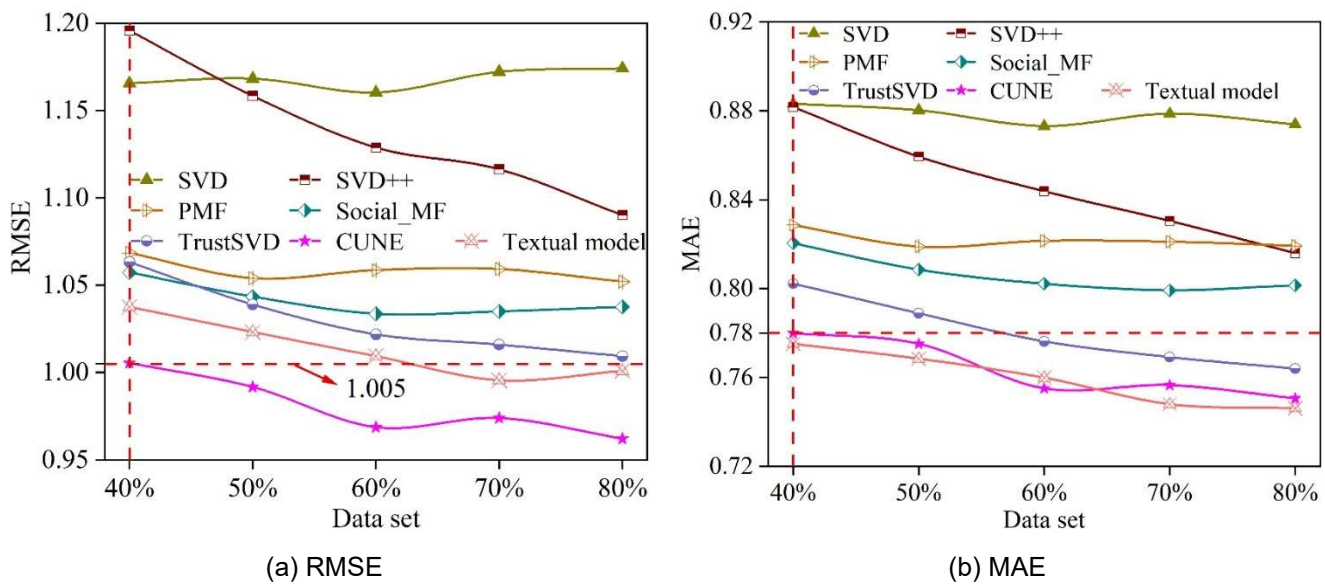 1.20
1.15
1.10
1.05
1.00
0.95
RMSE
SVD
SVD++
PMF
Social_MF
TrustSVD
CUNE
Textual model
1.005
40%
50%
60%
70%
80%
Data set
(a) RMSE
0.92
0.88
0.84
0.80
0.78
0.76
0.72
MAE
SVD
SVD++
PMF
Social_MF
TrustSVD
CUNE
Textual model
40%
50%
60%
70%
80%
Data set
(b) MAE